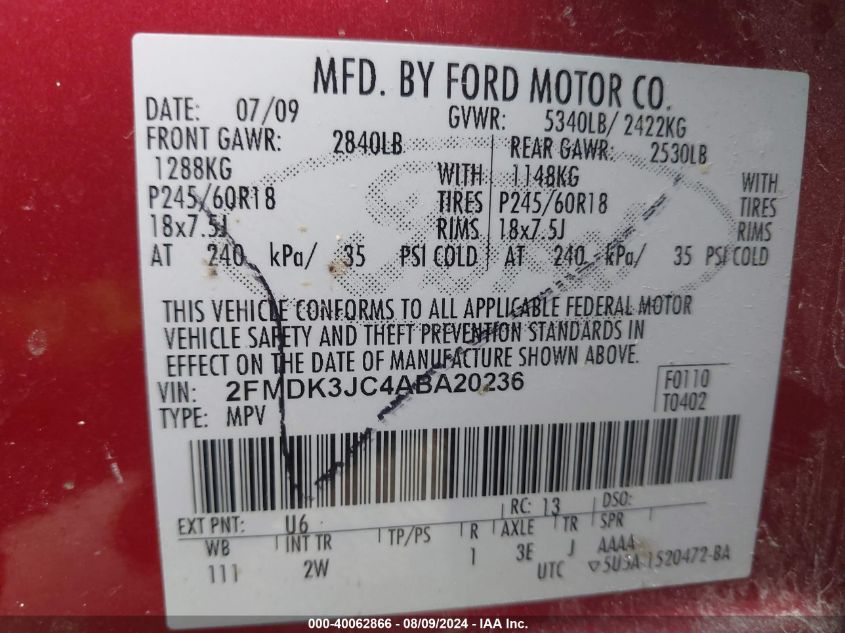 MFD. BY FORD MOTOR CO.
DATE: 07/09 GVWR: 5340LB/ 2422KG
FRONT GAWR: 2840LB REAR GAWR: 2530LB
1288KG WITH 1148KG WITH
P245/60R18 TIRES P245/60R18 TIRES
18x7.5J RIMS 18x7.5J RIMS
AT 240 kPa/ 35 PSI COLD AT 240 kPa/ 35 PSI COLD
THIS VEHICLE CONFORMS TO ALL APPLICABLE FEDERAL MOTOR
VEHICLE SAFETY AND THEFT PREVENTION STANDARDS IN
EFFECT ON THE DATE OF MANUFACTURE SHOWN ABOVE.
VIN: 2FMDK3JC4ABA20236 F0110
TYPE: MPV T0402
EXT PNT: U6 RC: 13 DSO:
WB INT TR TP/PS R AXLE TR SPR
111 2W 1 3E J AAAA
UTC ▽5U5A-1520472-BA
000-40062866 - 08/09/2024 - IAA Inc.